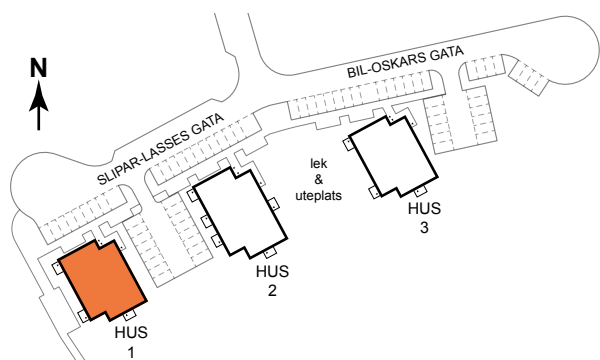 N
BIL-OSKARS GATA
SLIPAR-LASSES GATA
lek
&
uteplats
HUS
3
HUS
2
HUS
1